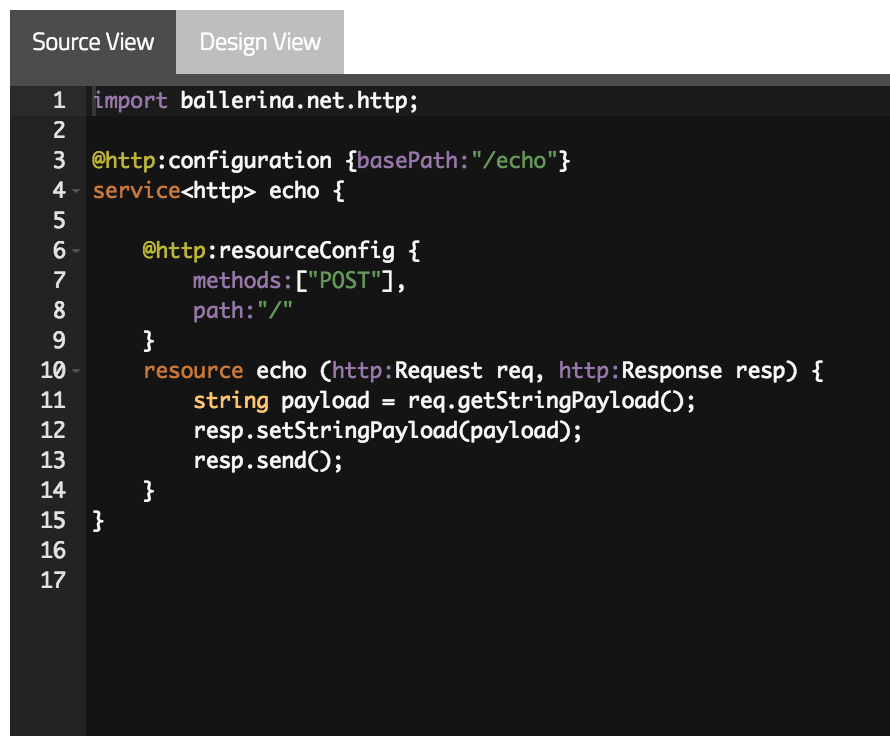 Source View Design View
1 import ballerina.net.http;
2
3 @http:configuration {basePath:"/echo"}
4 service<http> echo {
5
6     @http:resourceConfig {
7         methods:["POST"],
8         path:"/"
9     }
10     resource echo (http:Request req, http:Response resp) {
11         string payload = req.getStringPayload();
12         resp.setStringPayload(payload);
13         resp.send();
14     }
15 }
16
17